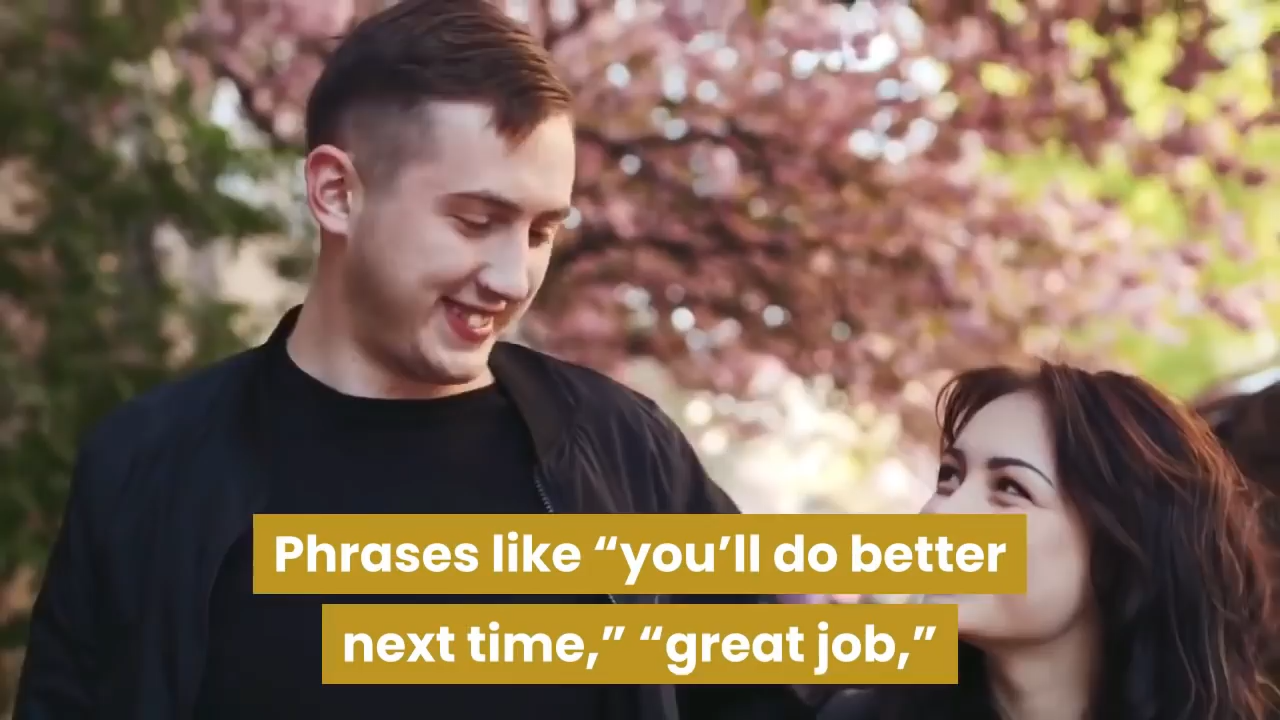 Phrases like “you’ll do better
next time,” “great job,”